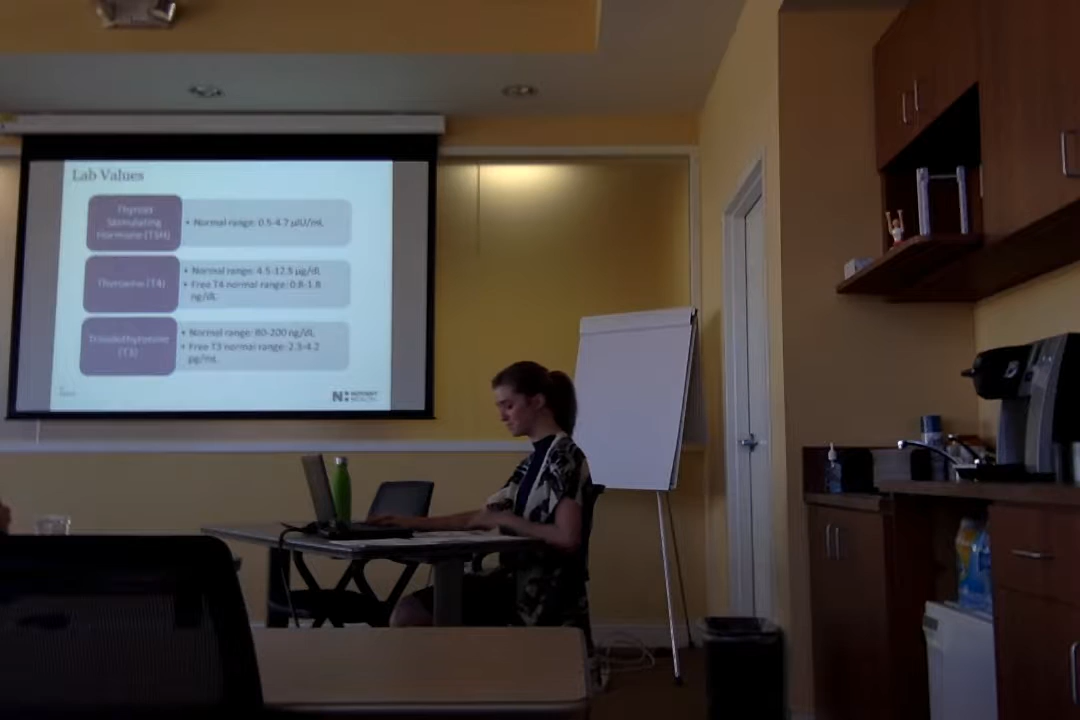 Lab Values
Thyroid
Stimulating
Hormone (TSH)
• Normal range: 0.5-4.7 µIU/mL
Thyroxine (T4)
• Normal range: 4.5-12.5 µg/dL
• Free T4 normal range: 0.8-1.8
ng/dL
Triiodothyronine
(T3)
• Normal range: 80-200 ng/dL
• Free T3 normal range: 2.3-4.2
pg/mL